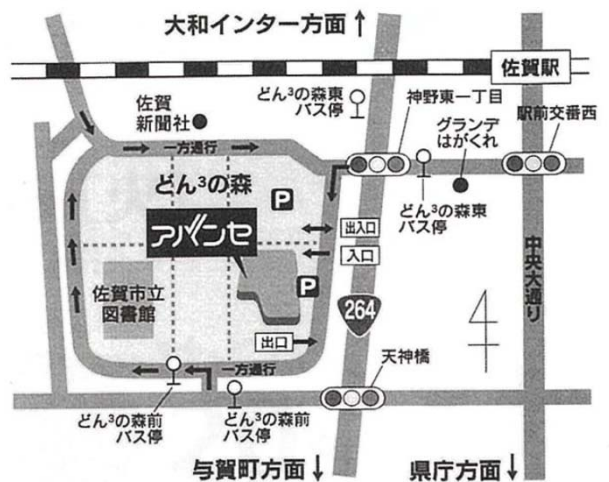 大和インター方面↑
佐賀駅
佐賀
新聞社
どん³の森東
バス停
神野東一丁目
グランデ
はがくれ
駅前交番西
一方通行
どん³の森
P
アバンセ
どん³の森東
バス停
出入口
入口
中央大通り
佐賀市立
図書館
P
264
出口
天神橋
一方通行
どん³の森前
バス停
どん³の森前
バス停
与賀町方面↓
県庁方面↓